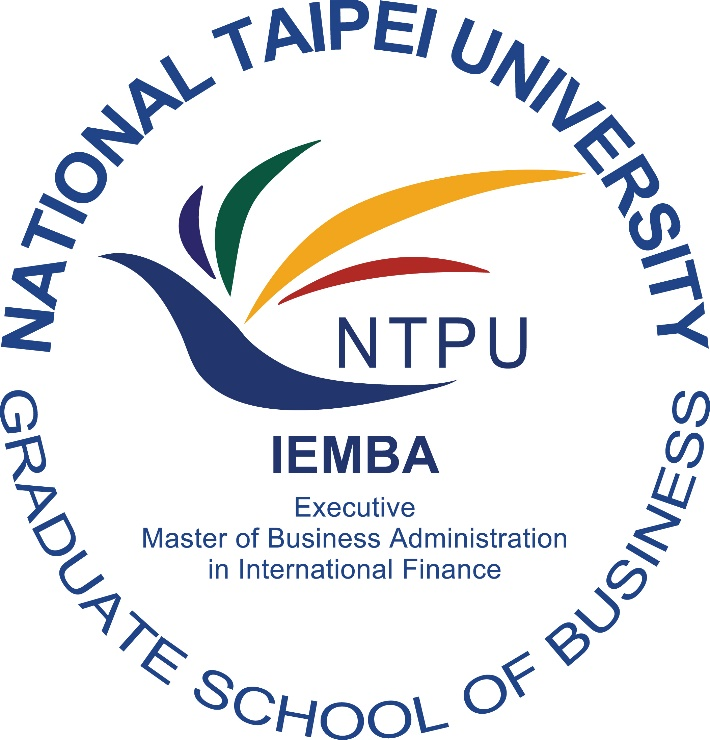 NATIONAL TAIPEI UNIVERSITY
NTPU
IEMBA
Executive
Master of Business Administration
in International Finance
GRADUATE SCHOOL OF BUSINESS